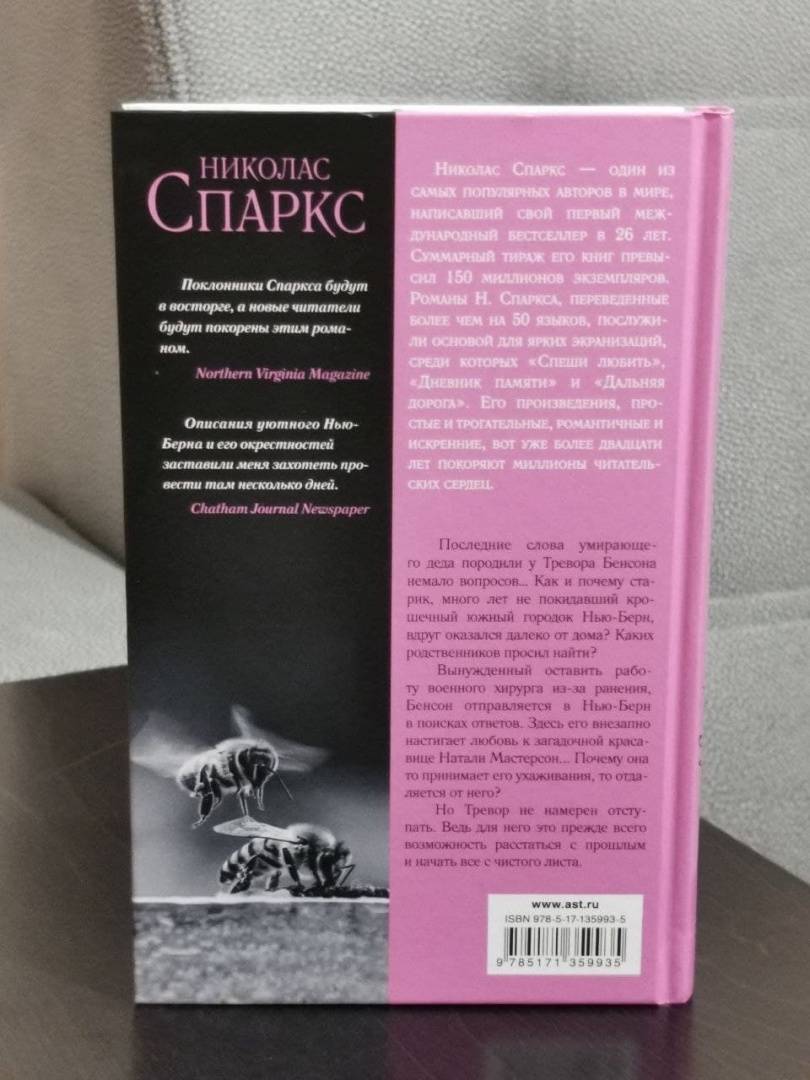 НИКОЛАС
СПАРКС
Поклонники Спаркса будут
в восторге, а новые читатели
будут покорены этим рома-
ном.
Northern Virginia Magazine
Описания уютного Нью-
Берна и его окрестностей
заставили меня захотеть про-
вести там несколько дней.
Chatham Journal Newspaper
Николас Спаркс — один из
самых популярных авторов в мире,
написавший свой первый меж-
дународный бестселлер в 26 лет.
Суммарный тираж его книг превы-
сил 150 миллионов экземпляров.
Романы Н. Спаркса, переведенные
более чем на 50 языков, послужи-
ли основой для ярких экранизаций,
среди которых «Спеши любить»,
«Дневник памяти» и «Дальняя
дорога». Его произведения, про-
стые и трогательные, романтичные и
искренние, вот уже более двадцати
лет покоряют миллионы читатель-
ских сердец.
Последние слова умирающе-
го деда породили у Тревора Бенсона
немало вопросов... Как и почему ста-
рик, много лет не покидавший кро-
шечный южный городок Нью-Берн,
вдруг оказался далеко от дома? Каких
родственников просил найти?
Вынужденный оставить рабо-
ту военного хирурга из-за ранения,
Бенсон отправляется в Нью-Берн
в поисках ответов. Здесь его внезапно
настигает любовь к загадочной краса-
вице Натали Мастерсон... Почему она
то принимает его ухаживания, то отда-
ляется от него?
Но Тревор не намерен отсту-
пать. Ведь для него это прежде всего
возможность расстаться с прошлым
и начать все с чистого листа.
www.ast.ru
ISBN 978-5-17-135993-5
9 785171 359935